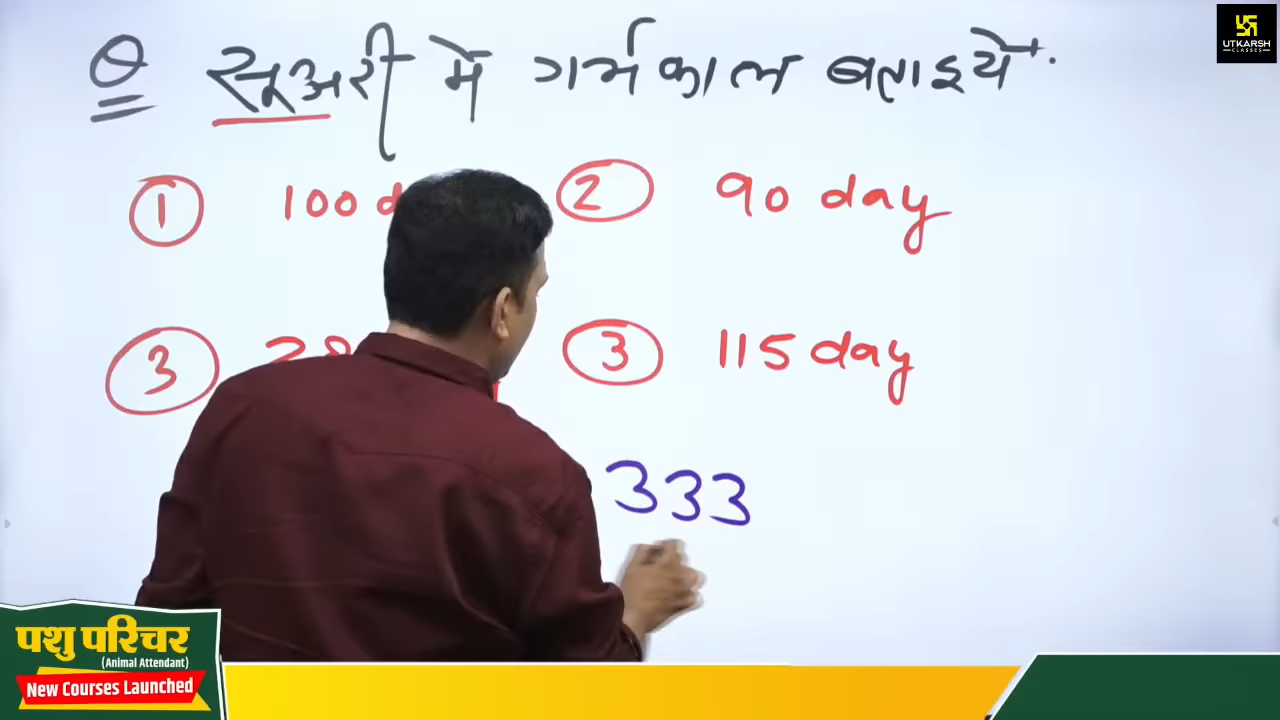 UTKARSH
CLASSES
Q सूअरी में गर्भकाल बताइयें.
1 100 2 90 day
3 3 115 day
333
पशु परिचर
(Animal Attendant)
New Courses Launched